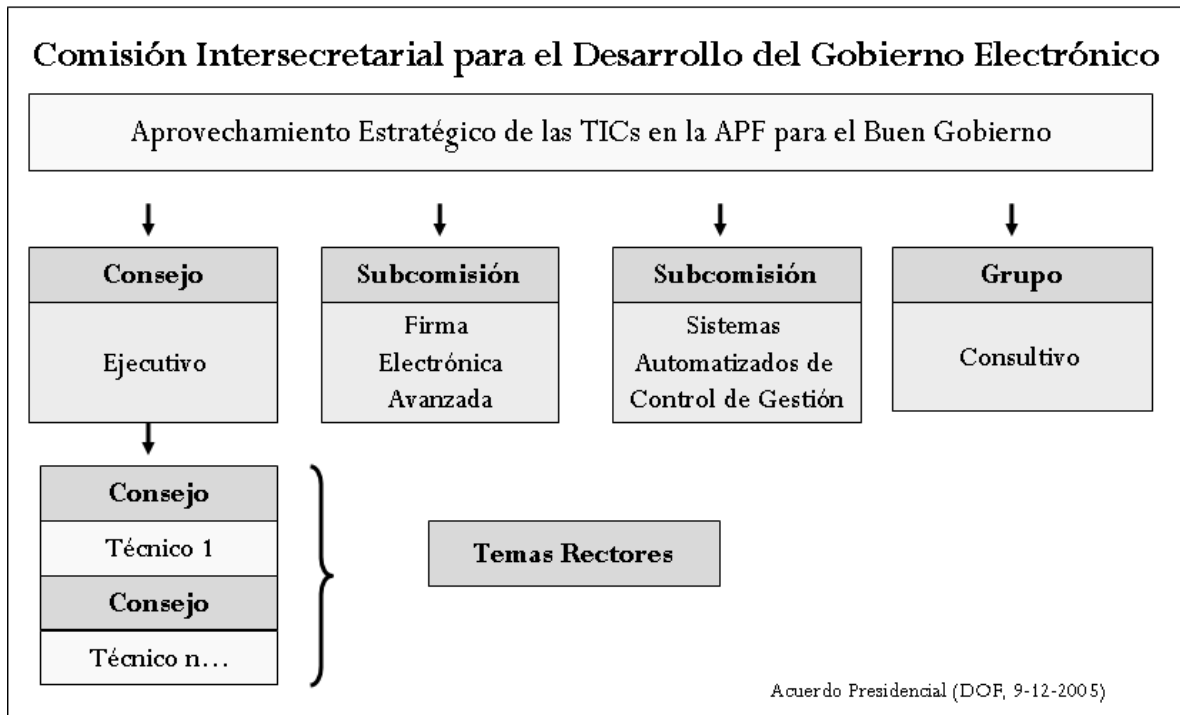 Comisión Intersecretarial para el Desarrollo del Gobierno Electrónico
Aprovechamiento Estratégico de las TICs en la APF para el Buen Gobierno
Consejo
Ejecutivo
Subcomisión
Firma
Electrónica
Avanzada
Subcomisión
Sistemas
Automatizados de
Control de Gestión
Grupo
Consultivo
Consejo
Técnico 1
Consejo
Técnico n...
Temas Rectores
Acuerdo Presidencial (DOF, 9-12-2005)